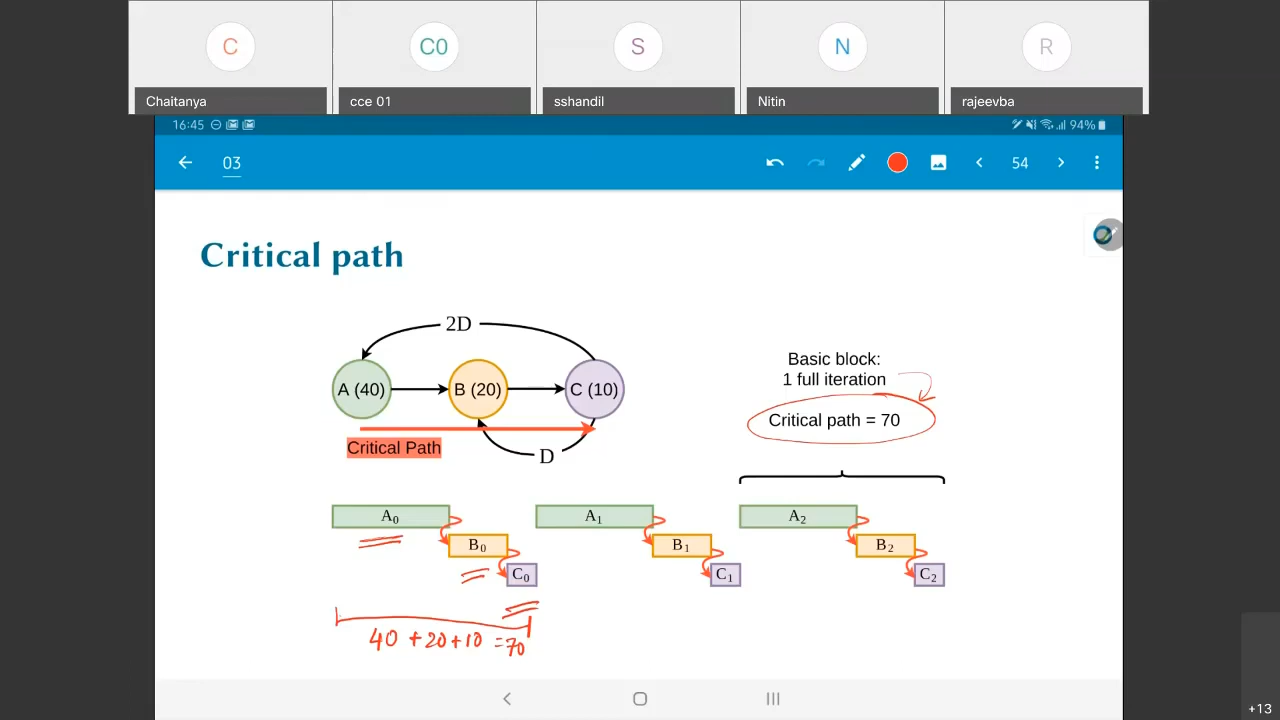 C
C0
S
N
R
Chaitanya
cce 01
sshandil
Nitin
rajeevba
16:45
94%
03
54
Critical path
2D
A (40)
B (20)
C (10)
Critical Path
D
Basic block:
1 full iteration
Critical path = 70
A0
A1
A2
B0
B1
B2
C0
C1
C2
40 + 20 + 10 = 70
+13